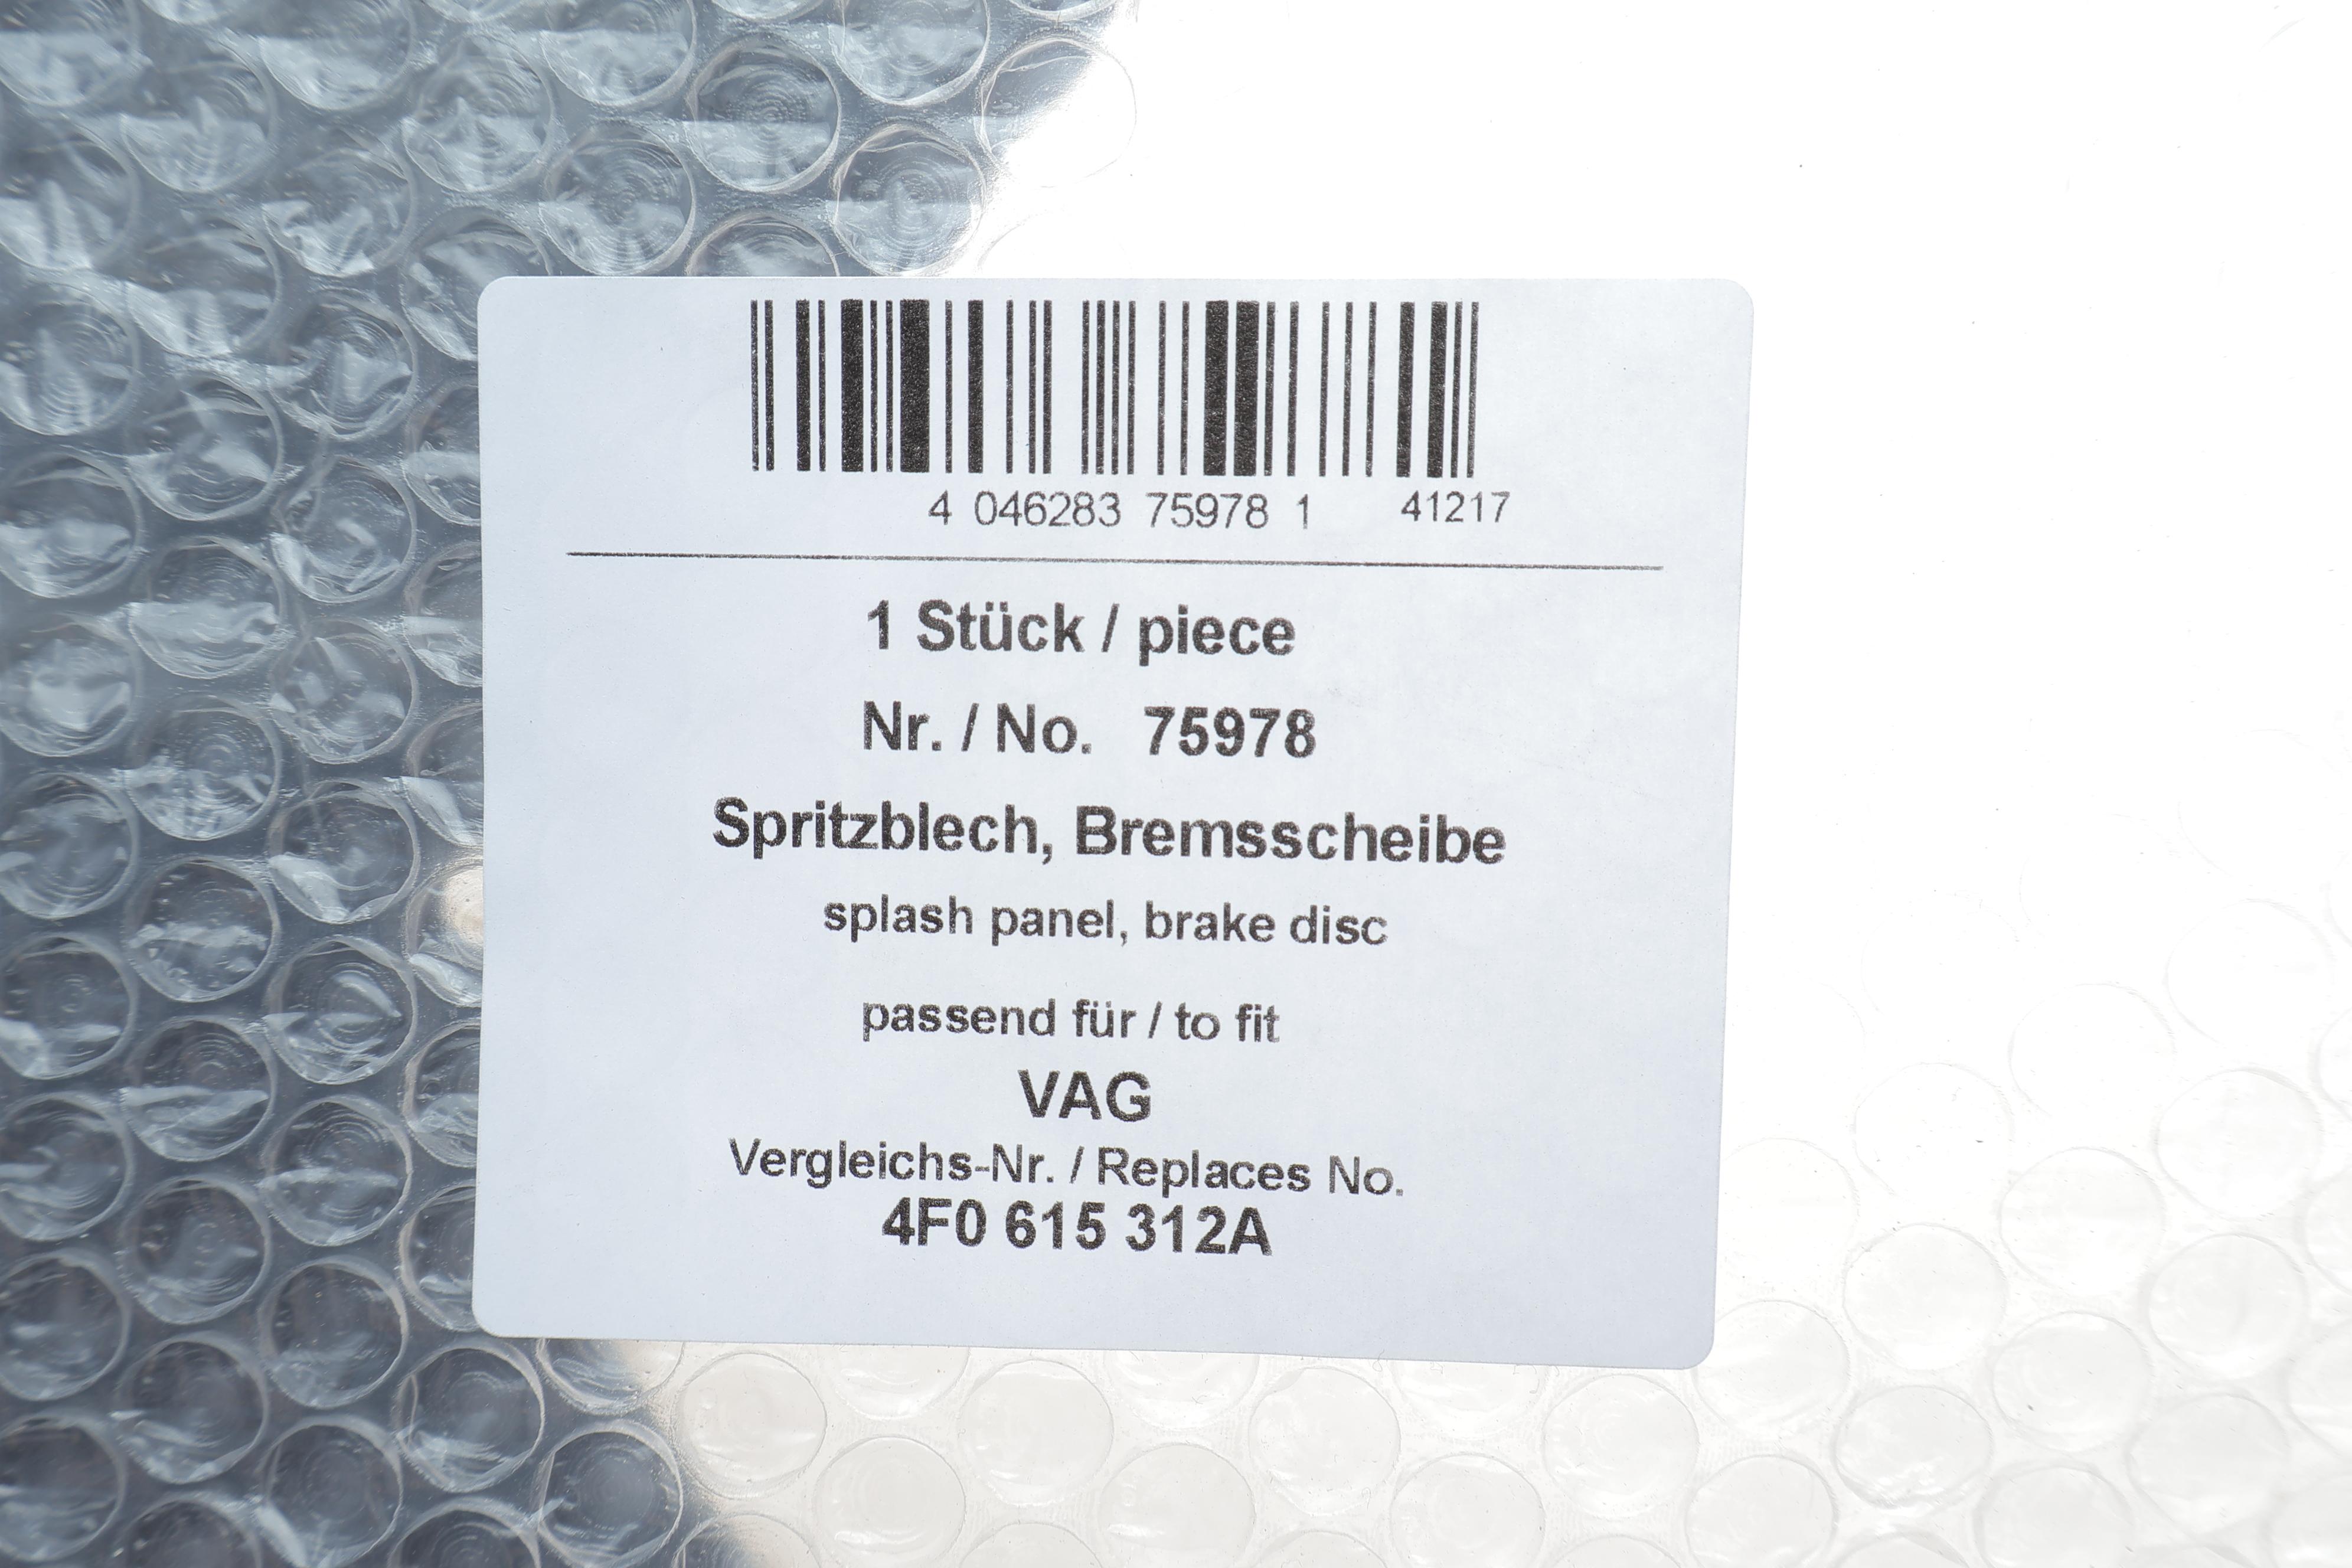 4 046283 75978 1 41217
1 Stück / piece
Nr. / No. 75978
Spritzblech, Bremsscheibe
splash panel, brake disc
passend für / to fit
VAG
Vergleichs-Nr. / Replaces No.
4F0 615 312A